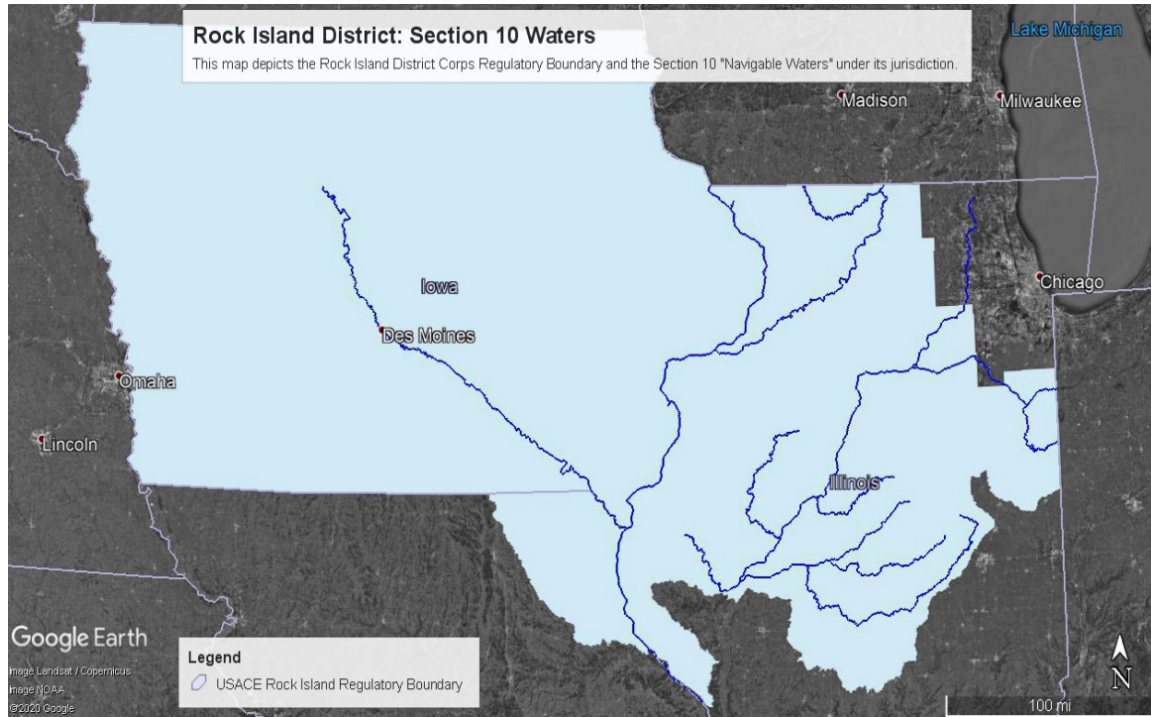 Rock Island District: Section 10 Waters
This map depicts the Rock Island District Corps Regulatory Boundary and the Section 10 "Navigable Waters" under its jurisdiction.
Lake Michigan
Madison
Milwaukee
Chicago
Iowa
Des Moines
Omaha
Lincoln
Illinois
Google Earth
Image Landsat / Copernicus
Image NOAA
©2020 Google
Legend
USACE Rock Island Regulatory Boundary
N
100 mi